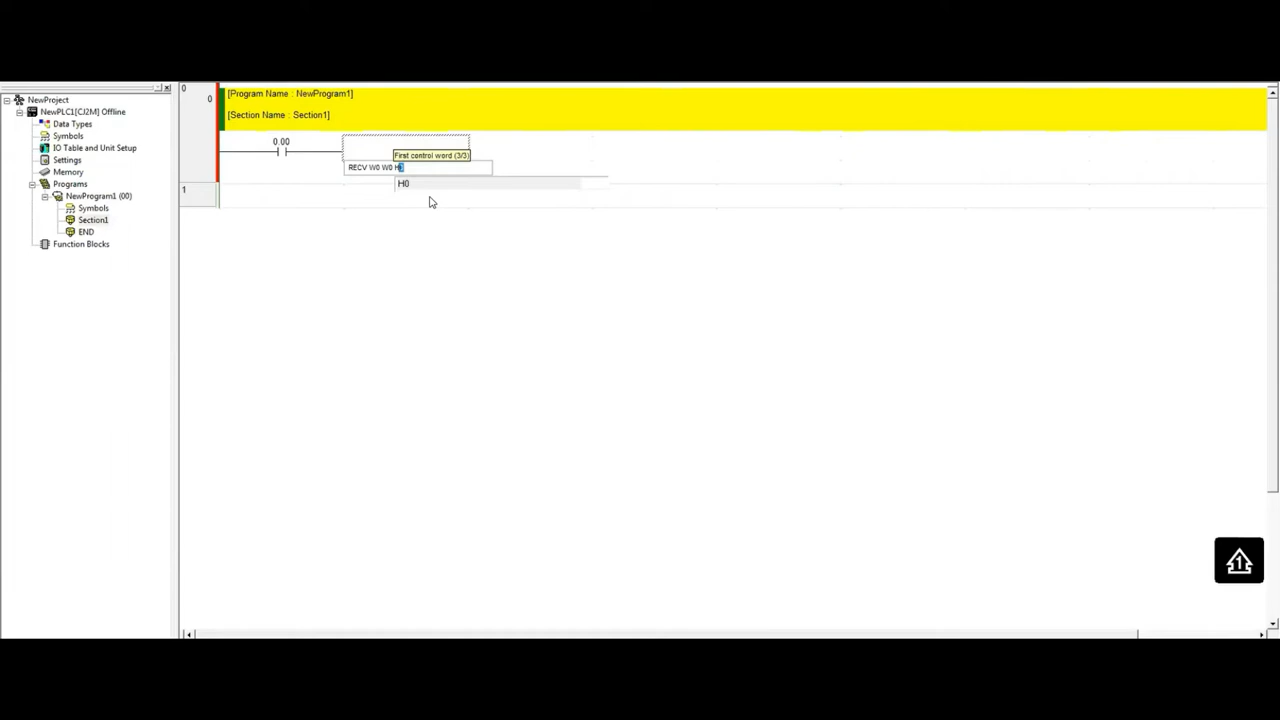 NewProject
NewPLC1[CJ2M] Offline
Data Types
Symbols
IO Table and Unit Setup
Settings
Memory
Programs
NewProgram1 (00)
Symbols
Section1
END
Function Blocks
0
0
[Program Name : NewProgram1]
[Section Name : Section1]
0.00
First control word (3/3)
RECV W0 W0 H0
H0
1
1